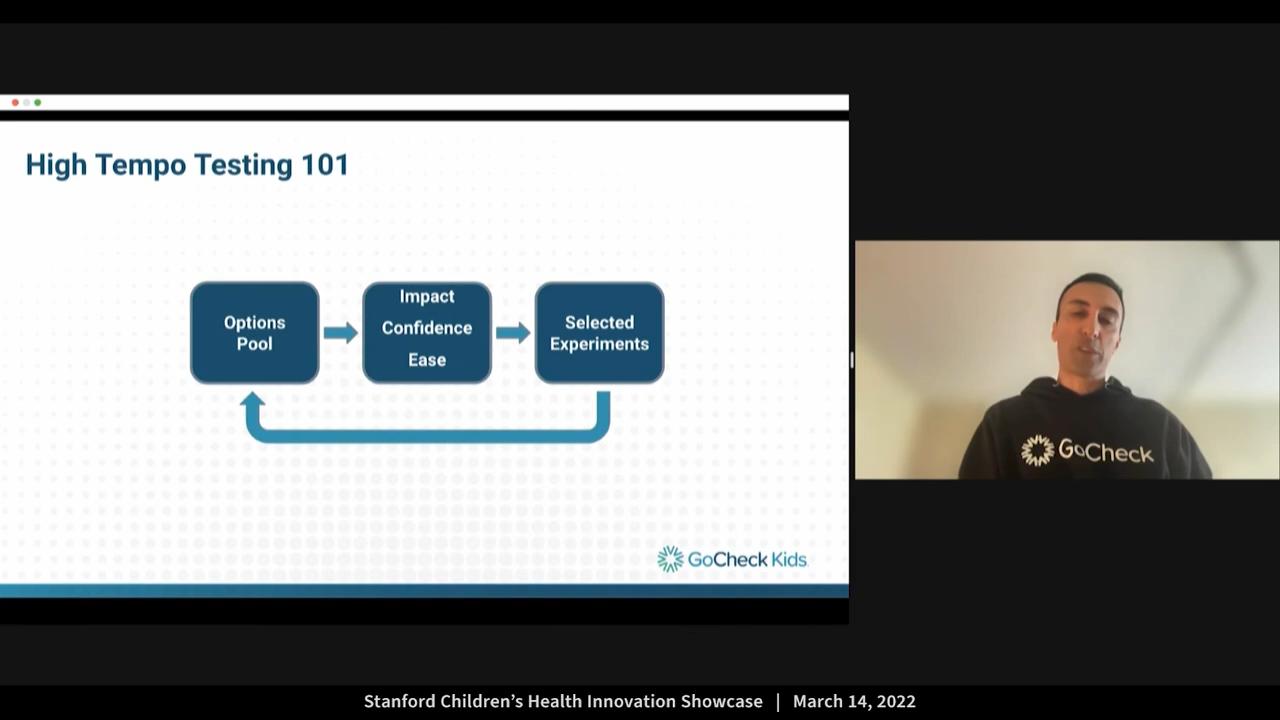 High Tempo Testing 101
Options
Pool
Impact
Confidence
Ease
Selected
Experiments
GoCheck Kids
GoCheck
Stanford Children’s Health Innovation Showcase | March 14, 2022